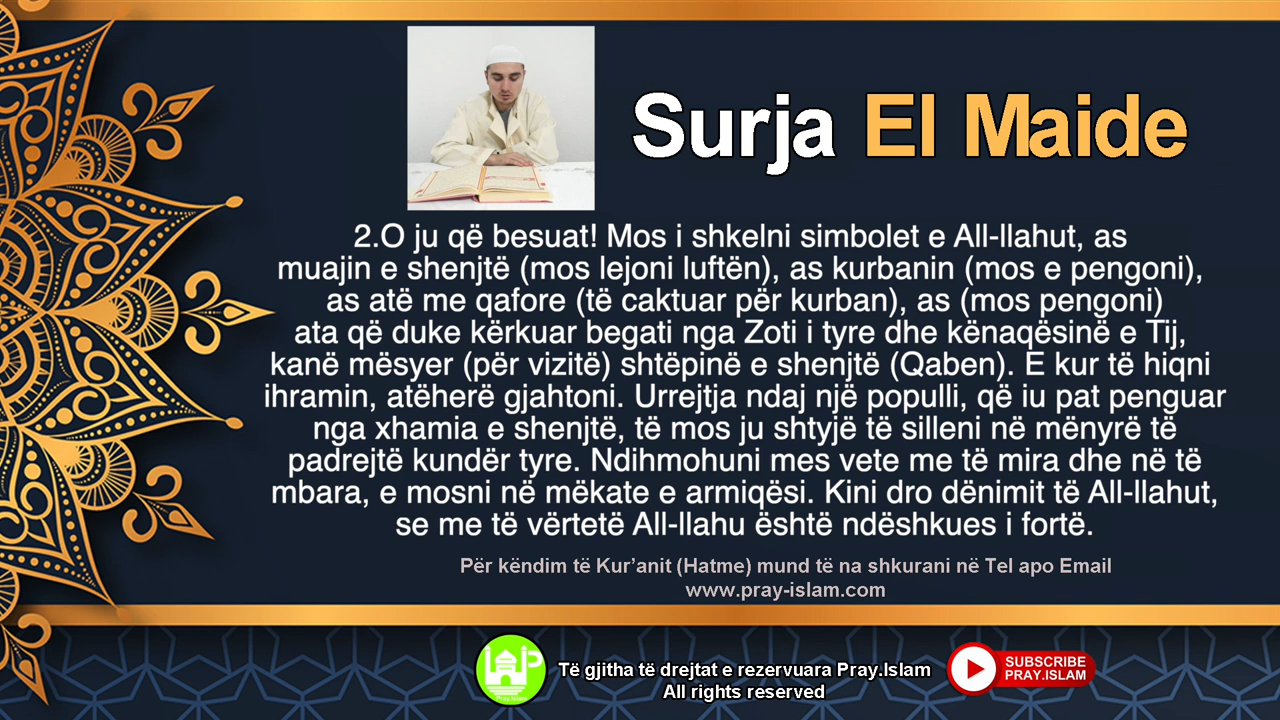 Surja El Maide
2.O ju që besuat! Mos i shkelni simbolet e All-llahut, as
muajin e shenjtë (mos lejoni luftën), as kurbanin (mos e pengoni),
as atë me qafore (të caktuar për kurban), as (mos pengoni)
ata që duke kërkuar begati nga Zoti i tyre dhe kënaqësinë e Tij,
kanë mësyer (për vizitë) shtëpinë e shenjtë (Qaben). E kur të hiqni
ihramin, atëherë gjahtoni. Urrejtja ndaj një populli, që iu pat penguar
nga xhamia e shenjtë, të mos ju shtyjë të silleni në mënyrë të
padrejtë kundër tyre. Ndihmohuni mes vete me të mira dhe në të
mbara, e mosni në mëkate e armiqësi. Kini dro dënimit të All-llahut,
se me të vërtetë All-llahu është ndëshkues i fortë.
Për këndim të Kur’anit (Hatme) mund të na shkurani në Tel apo Email
www.pray-islam.com
Pray Islam
Të gjitha të drejtat e rezervuara Pray.Islam
All rights reserved
SUBSCRIBE
PRAY.ISLAM